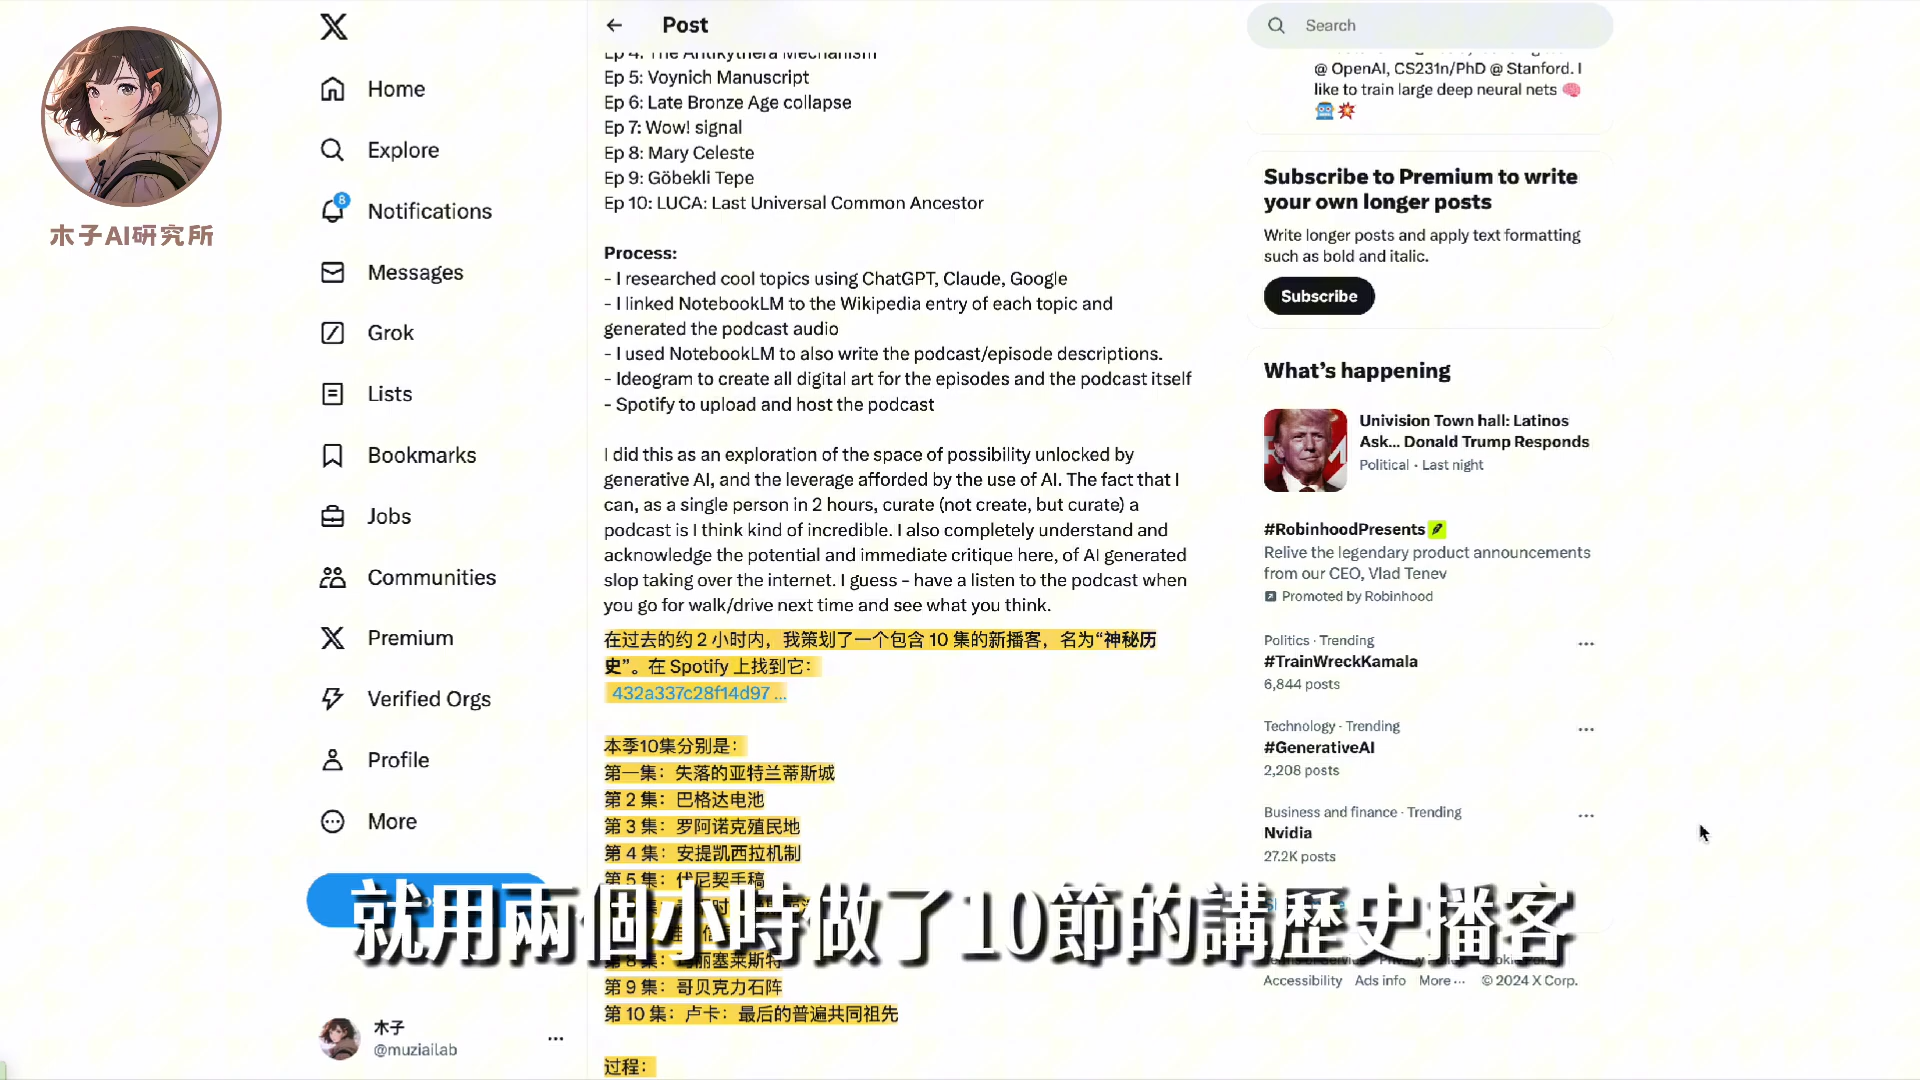 木子AI研究所
Home
Explore
8
Notifications
Messages
Grok
Lists
Bookmarks
Jobs
Communities
Premium
Verified Orgs
Profile
More
木子
@muziailab
Post
Ep 4: The Antikythera Mechanism
Ep 5: Voynich Manuscript
Ep 6: Late Bronze Age collapse
Ep 7: Wow! signal
Ep 8: Mary Celeste
Ep 9: Göbekli Tepe
Ep 10: LUCA: Last Universal Common Ancestor
Process:
- I researched cool topics using ChatGPT, Claude, Google
- I linked NotebookLM to the Wikipedia entry of each topic and
generated the podcast audio
- I used NotebookLM to also write the podcast/episode descriptions.
- Ideogram to create all digital art for the episodes and the podcast itself
- Spotify to upload and host the podcast
I did this as an exploration of the space of possibility unlocked by
generative AI, and the leverage afforded by the use of AI. The fact that I
can, as a single person in 2 hours, curate (not create, but curate) a
podcast is I think kind of incredible. I also completely understand and
acknowledge the potential and immediate critique here, of AI generated
slop taking over the internet. I guess - have a listen to the podcast when
you go for walk/drive next time and see what you think.
在过去的约 2 小时内，我策划了一个包含 10 集的新播客，名为“神秘历
史”。在 Spotify 上找到它：
432a337c28f14d97 ...
本季10集分别是：
第一集：失落的亚特兰蒂斯城
第 2 集：巴格达电池
第 3 集：罗阿诺克殖民地
第 4 集：安提凯西拉机制
第 5 集：伏尼契手稿
第 9 集：哥贝克力石阵
第 10 集：卢卡：最后的普遍共同祖先
过程：
就用兩個小時做了10節的講歷史播客
Search
@ OpenAI, CS231n/PhD @ Stanford. I
like to train large deep neural nets 🧠
🤖💥
Subscribe to Premium to write
your own longer posts
Write longer posts and apply text formatting
such as bold and italic.
Subscribe
What's happening
Univision Town hall: Latinos
Ask... Donald Trump Responds
Political · Last night
#RobinhoodPresents
Relive the legendary product announcements
from our CEO, Vlad Tenev
Promoted by Robinhood
Politics · Trending
#TrainWreckKamala
6,844 posts
Technology · Trending
#GenerativeAI
2,208 posts
Business and finance · Trending
Nvidia
27.2K posts
Accessibility Ads info More ··· © 2024 X Corp.